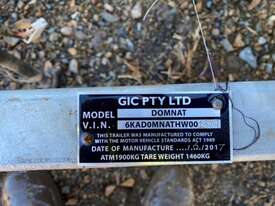 GIC PTY LTD
MODEL DOMNAT
V.I.N. 6KAD0MNATHW00
THIS TRAILER WAS MANUFACTURED TO COMPLY
WITH THE MOTOR VEHICLE STANDARDS ACT 1989
DATE OF MANUFACTURE ..../.../2017
ATM1900KG TARE WEIGHT 1460KG